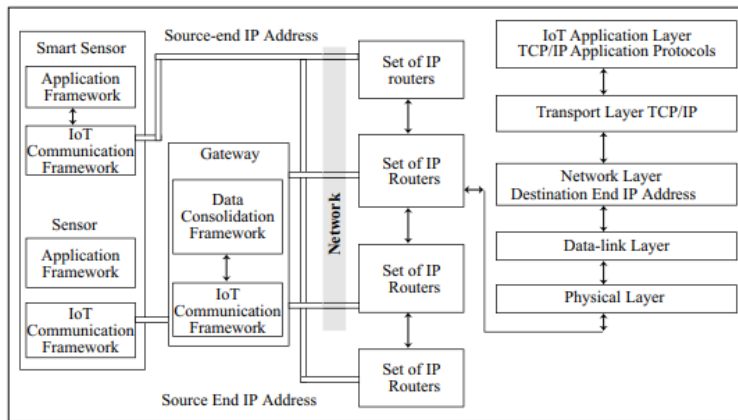 Smart Sensor
Application
Framework
IoT
Communication
Framework
Sensor
Application
Framework
IoT
Communication
Framework
Source-end IP Address
Gateway
Data
Consolidation
Framework
IoT
Communication
Framework
Source End IP Address
Network
Set of IP
routers
Set of IP
Routers
Set of IP
Routers
Set of IP
Routers
IoT Application Layer
TCP/IP Application Protocols
Transport Layer TCP/IP
Network Layer
Destination End IP Address
Data-link Layer
Physical Layer